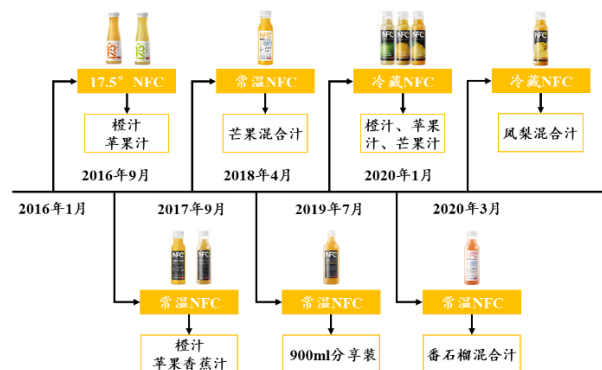 17.5° NFC
常温NFC
冷藏NFC
冷藏NFC
橙汁
苹果汁
芒果混合汁
橙汁、苹果
汁、芒果汁
凤梨混合汁
2016年9月
2018年4月
2020年1月
2016年1月
2017年9月
2019年7月
2020年3月
常温NFC
常温NFC
常温NFC
橙汁
苹果香蕉汁
900ml分享装
番石榴混合汁